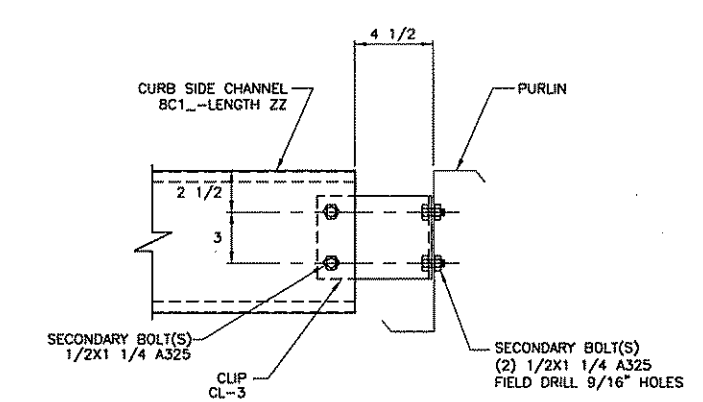 4 1/2
CURB SIDE CHANNEL
8C1_-LENGTH ZZ
PURLIN
2 1/2
3
SECONDARY BOLT(S)
1/2X1 1/4 A325
CLIP
CL-3
SECONDARY BOLT(S)
(2) 1/2X1 1/4 A325
FIELD DRILL 9/16" HOLES